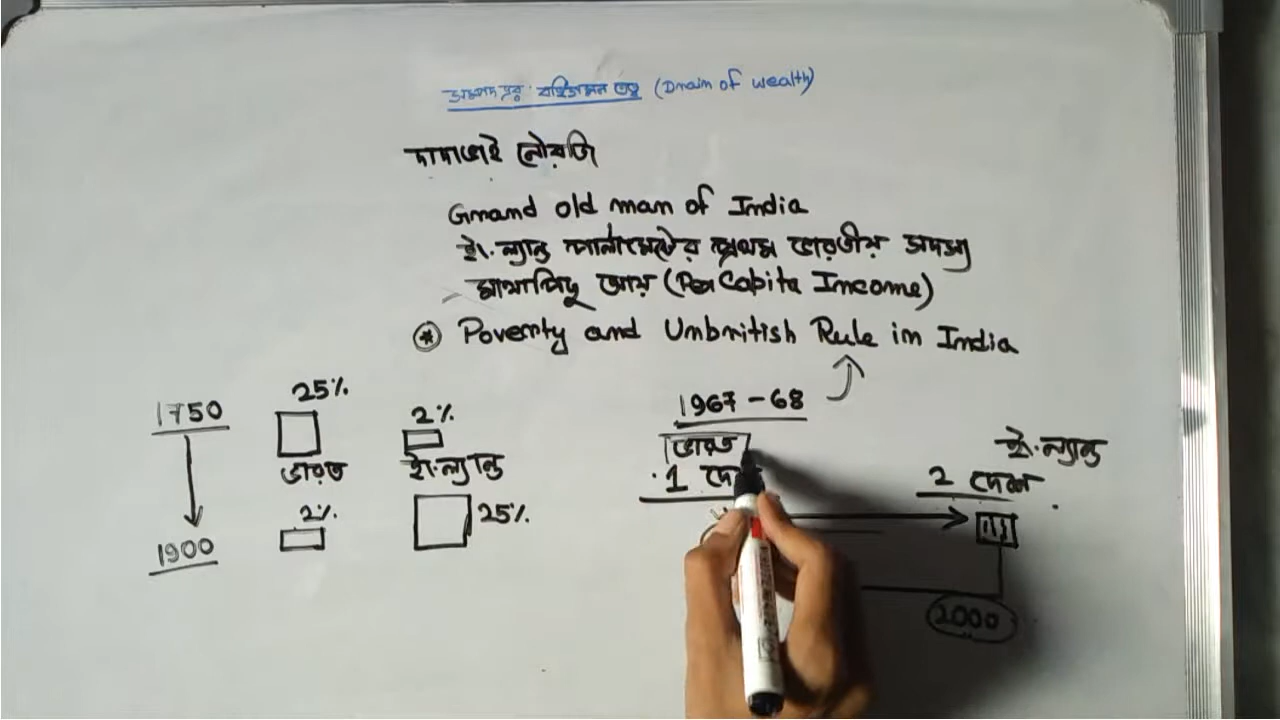 সম্পদ এর বহির্গমন তত্ত্ব (Drain of wealth)
দাদাভাই নৌরজি
Grand old man of India
ইংল্যান্ড পার্লামেন্টের প্রথম ভারতীয় সদস্য
মাথাপিছু আয় (Per Capita Income)
* Poverty and Unbritish Rule in India
1967-68
1750 25% 2%
ভারত ইংল্যান্ড
1900 2% 25%
ভারত ইংল্যান্ড
1 2 দেশ
2000